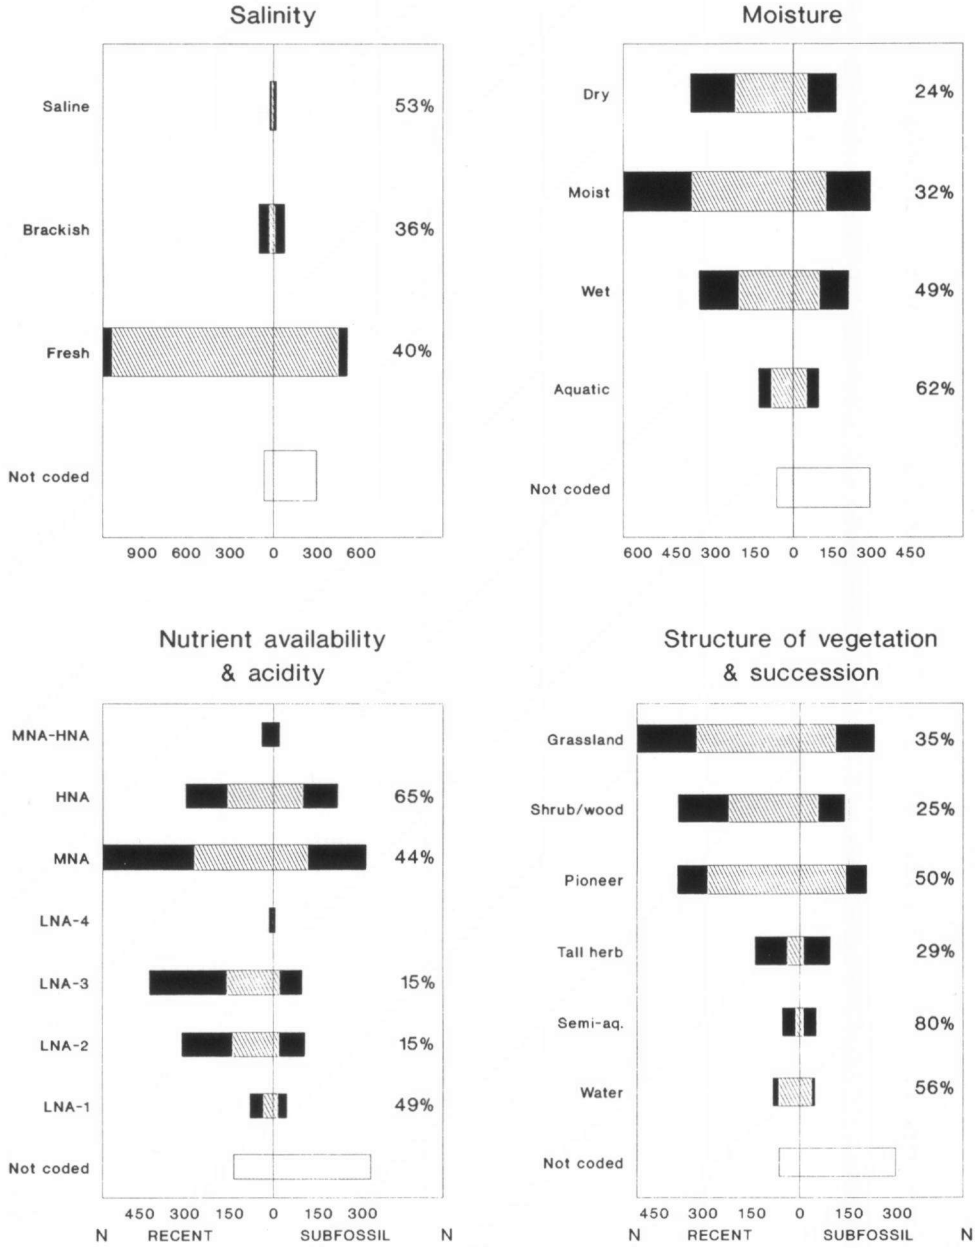 Salinity
Saline 53%
Brackish 36%
Fresh 40%
Not coded
900 600 300 0 300 600
Moisture
Dry 24%
Moist 32%
Wet 49%
Aquatic 62%
Not coded
600 450 300 150 0 150 300 450
Nutrient availability
& acidity
MNA-HNA
HNA 65%
MNA 44%
LNA-4
LNA-3 15%
LNA-2 15%
LNA-1 49%
Not coded
450 300 150 0 150 300
N RECENT SUBFOSSIL N
Structure of vegetation
& succession
Grassland 35%
Shrub/wood 25%
Pioneer 50%
Tall herb 29%
Semi-aq. 80%
Water 56%
Not coded
450 300 150 0 150 300
N RECENT SUBFOSSIL N